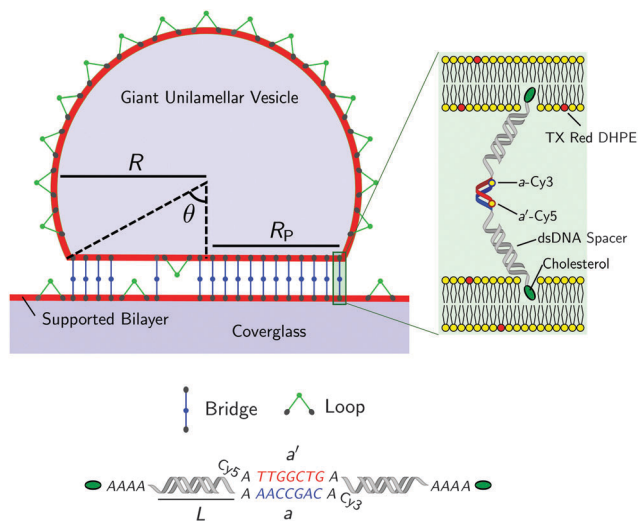 Giant Unilamellar Vesicle
R
θ
R_P
Supported Bilayer
Coverglass
TX Red DHPE
a-Cy3
a′-Cy5
dsDNA Spacer
Cholesterol
Bridge
Loop
a′
Cy5 A TTGGCTG A
AAAA
AAAA
A AACCGAC A Cy3
L
a